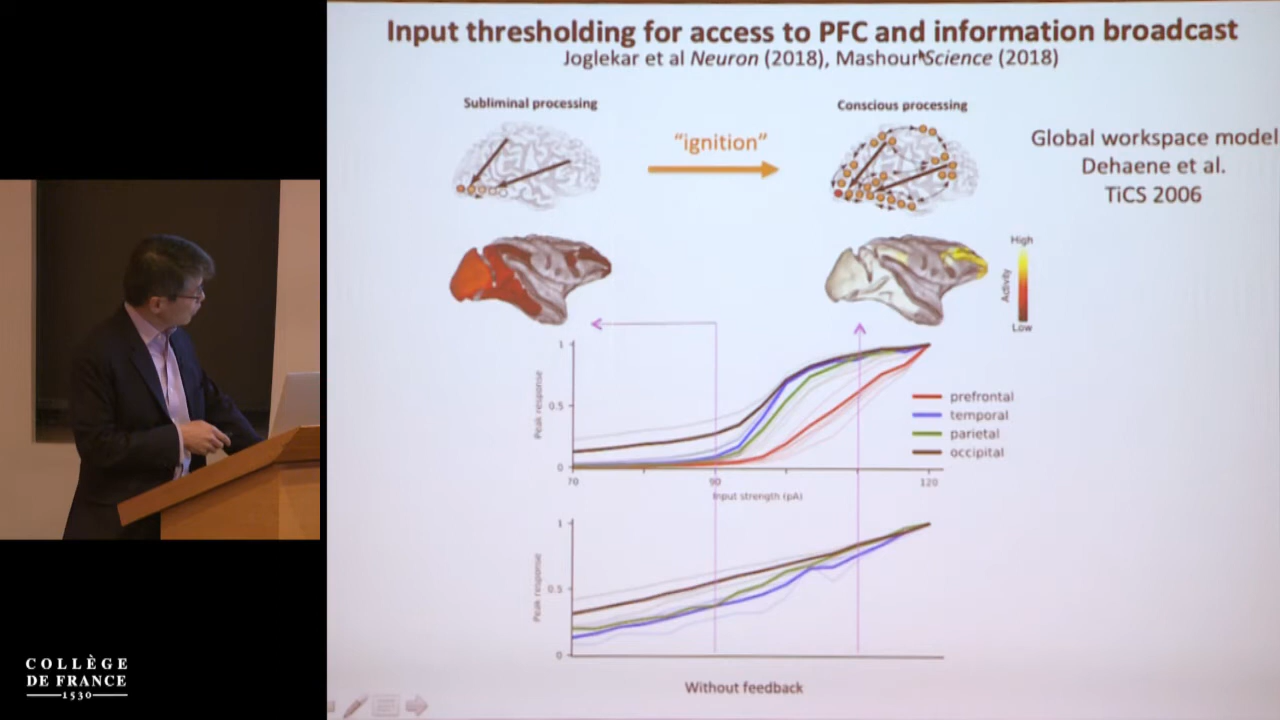 Input thresholding for access to PFC and information broadcast
Joglekar et al Neuron (2018), Mashour Science (2018)
Subliminal processing
"ignition"
Conscious processing
Global workspace model
Dehaene et al.
TiCS 2006
High
Activity
Low
1
0.5
0
Peak response
70
90
120
Input strength (pA)
prefrontal
temporal
parietal
occipital
1
0.5
0
Peak response
Without feedback
COLLÈGE
DE FRANCE
1530